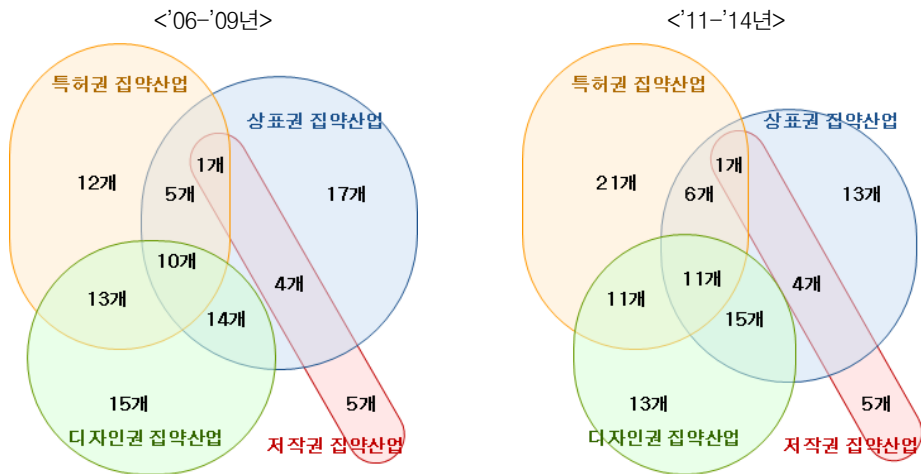 <'06-'09년>
특허권 집약산업
상표권 집약산업
1개
12개
5개
17개
10개
4개
13개
14개
15개
5개
디자인권 집약산업
저작권 집약산업
<'11-'14년>
특허권 집약산업
상표권 집약산업
1개
21개
6개
13개
11개
4개
11개
15개
13개
5개
디자인권 집약산업
저작권 집약산업